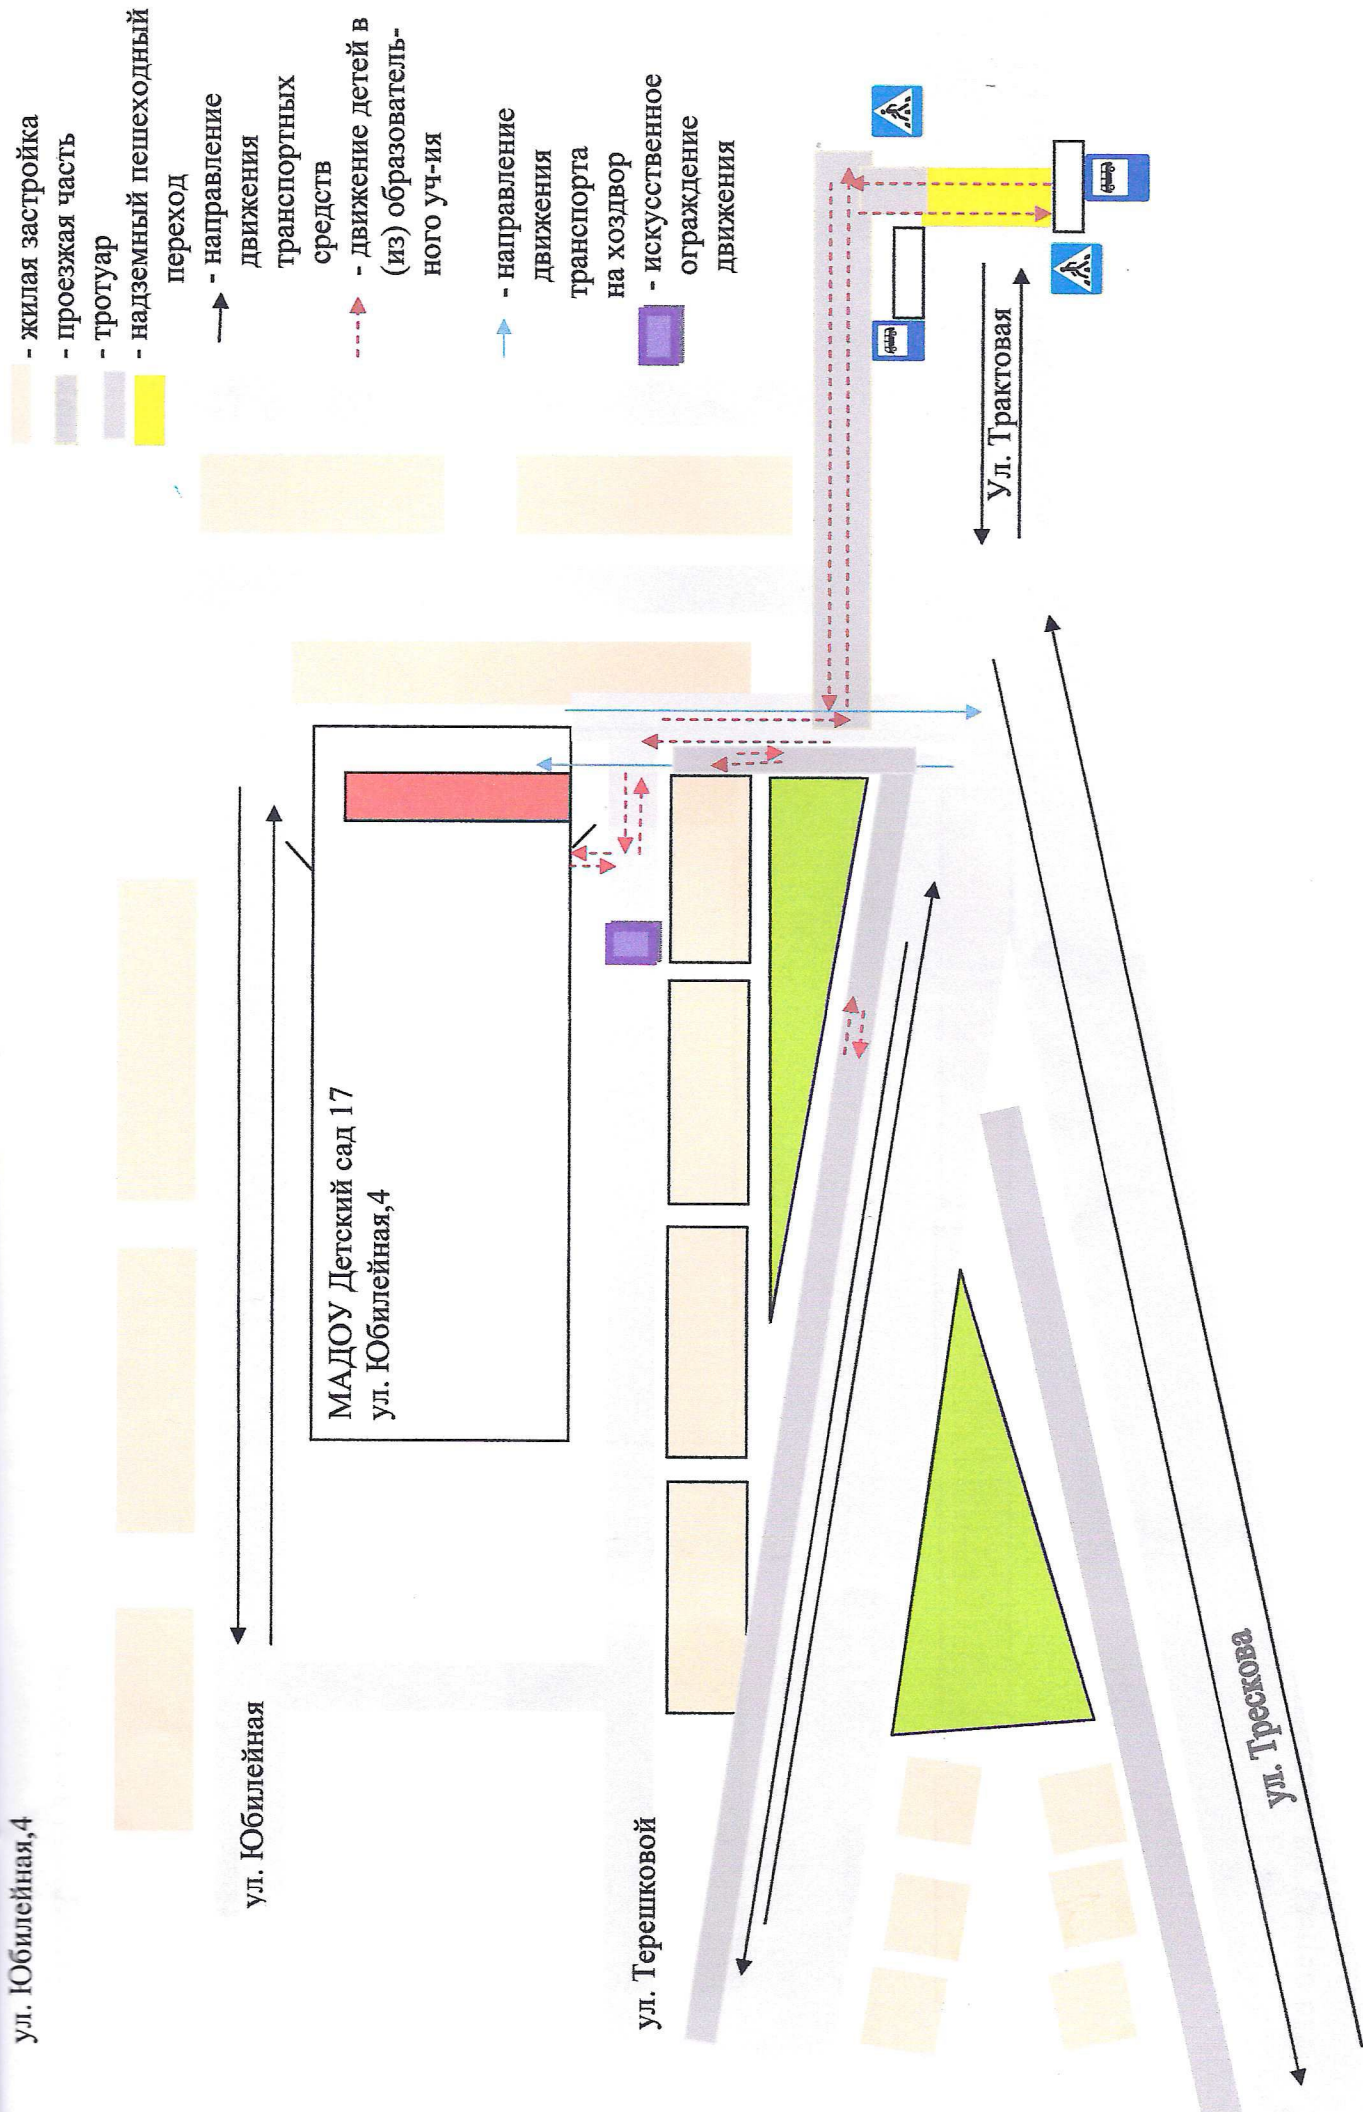 ул. Юбилейная,4
- жилая застройка
- проезжая часть
- тротуар
- надземный пешеходный
переход
- направление
движения
транспортных
средств
- движение детей в
(из) образователь-
ного уч-ия
- направление
движения
транспорта
на хоздвор
- искусственное
ограждение
движения
ул. Юбилейная
МАДОУ Детский сад 17
ул. Юбилейная,4
ул. Терешковой
Ул. Трактовая
ул. Трескова